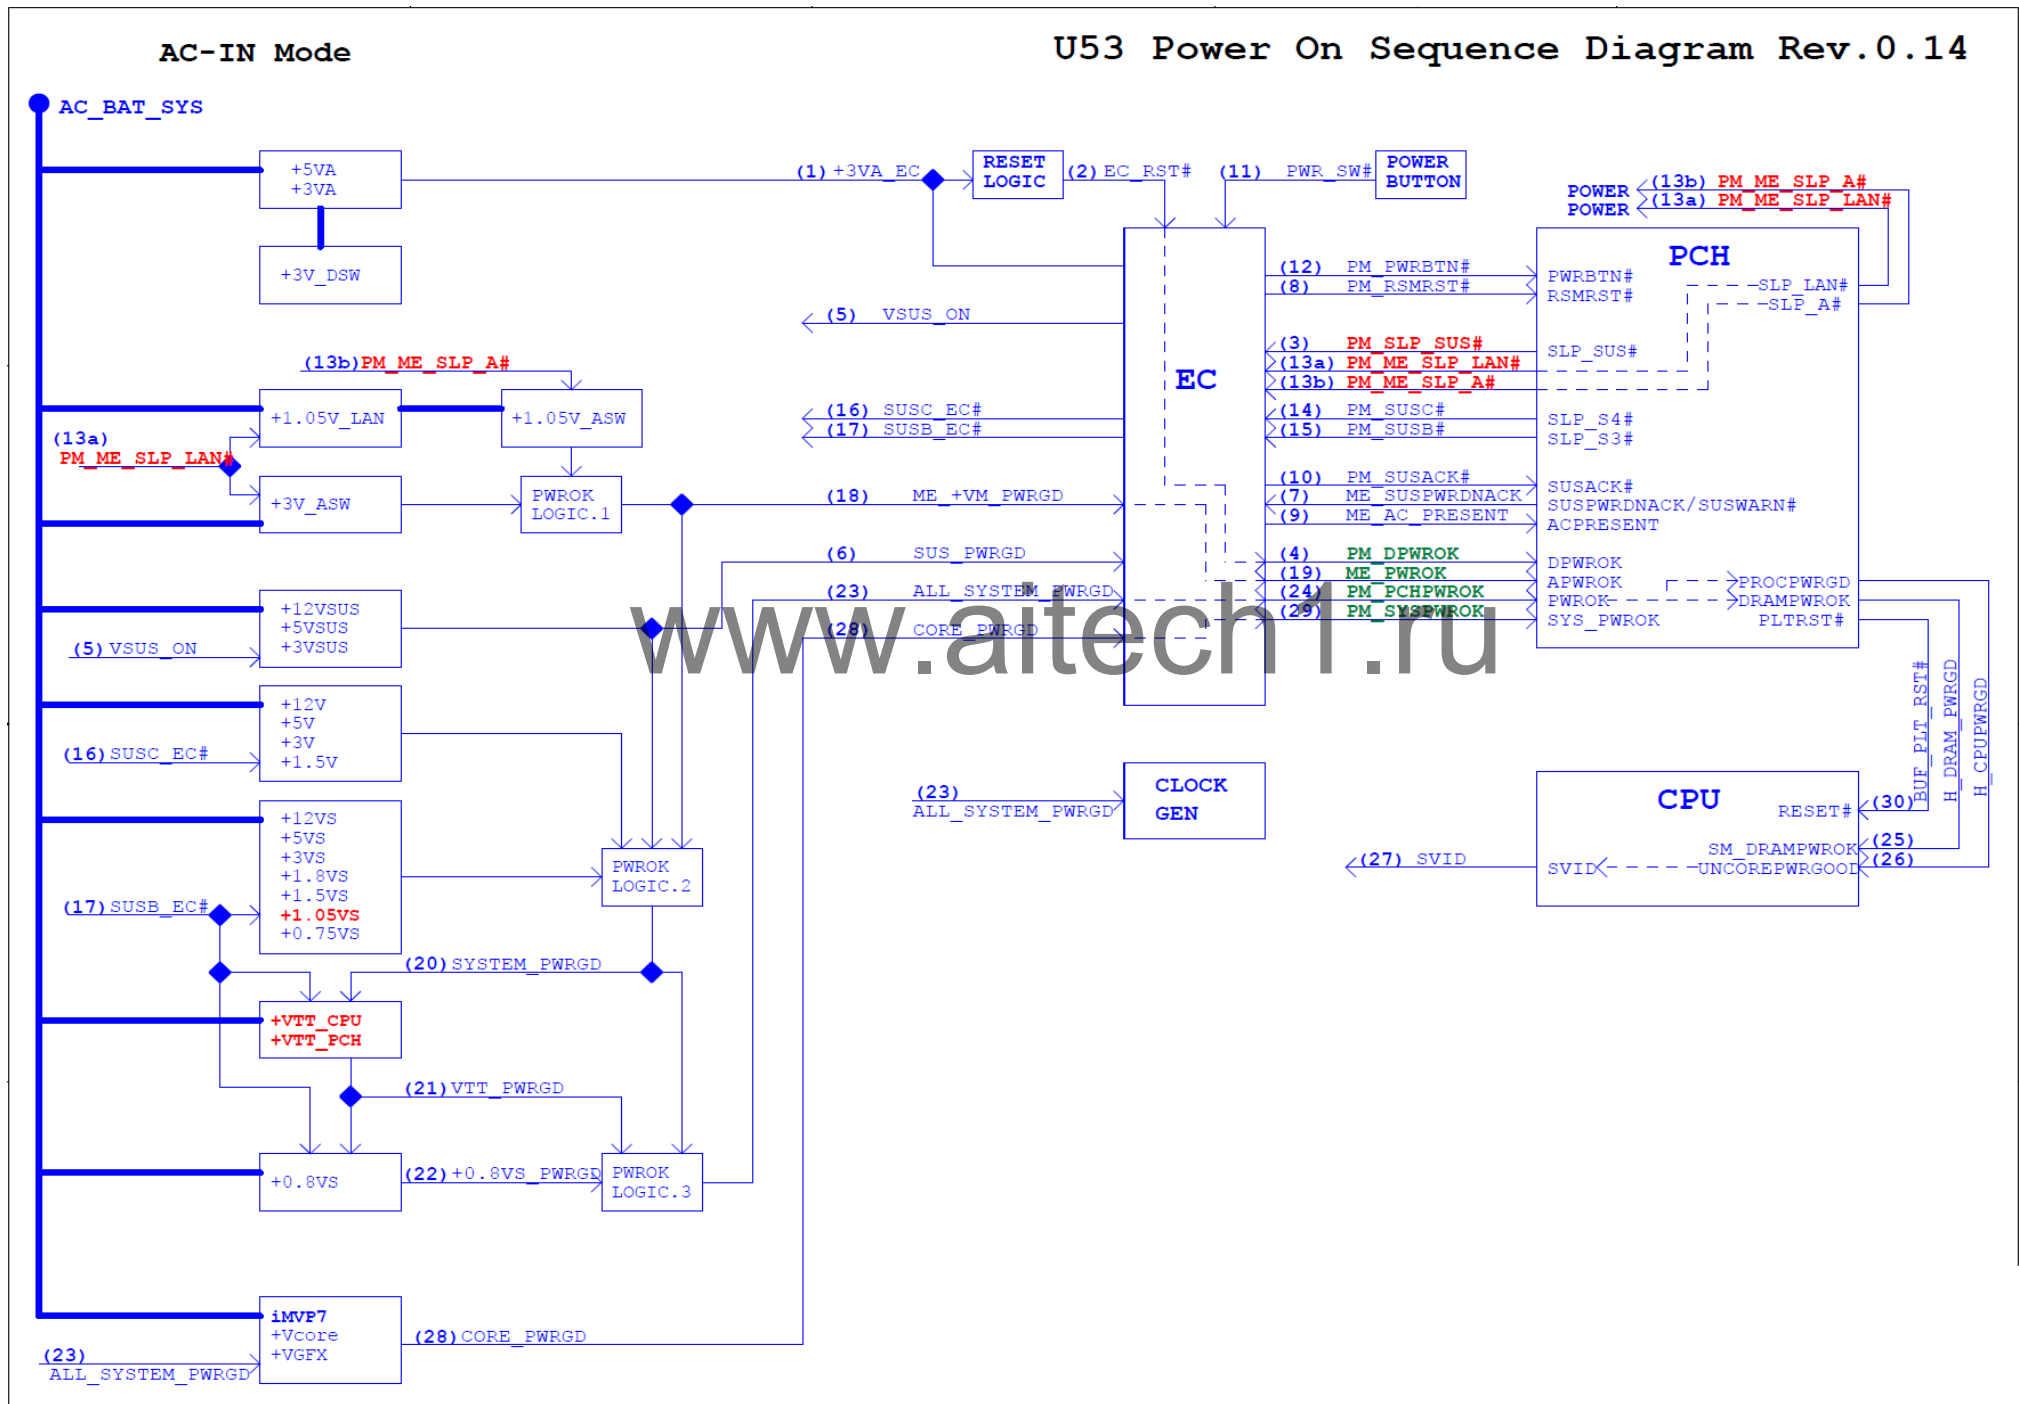 AC-IN Mode
U53 Power On Sequence Diagram Rev.0.14
AC_BAT_SYS
+5VA
+3VA
+3V_DSW
(1) +3VA_EC
RESET
LOGIC
(2) EC_RST#
(11) PWR_SW#
POWER
BUTTON
POWER (13b) PM_ME_SLP_A#
POWER (13a) PM_ME_SLP_LAN#
EC
PCH
(12) PM_PWRBTN#
(8) PM_RSMRST#
PWRBTN#
RSMRST#
SLP_LAN#
SLP_A#
(5) VSUS_ON
(3) PM_SLP_SUS#
(13a) PM_ME_SLP_LAN#
(13b) PM_ME_SLP_A#
SLP_SUS#
(13b) PM_ME_SLP_A#
+1.05V_LAN
+1.05V_ASW
(13a)
PM_ME_SLP_LAN#
+3V_ASW
PWROK
LOGIC.1
(16) SUSC_EC#
(17) SUSB_EC#
(14) PM_SUSC#
(15) PM_SUSB#
SLP_S4#
SLP_S3#
(18) ME_+VM_PWRGD
(10) PM_SUSACK#
(7) ME_SUSPWRDNACK
(9) ME_AC_PRESENT
SUSACK#
SUSPWRDNACK/SUSWARN#
ACPRESENT
(6) SUS_PWRGD
(23) ALL_SYSTEM_PWRGD
(28) CORE_PWRGD
(4) PM_DPWROK
(19) ME_PWROK
(24) PM_PCHPWROK
(29) PM_SYSPWROK
DPWROK
APWROK
PWROK
SYS_PWROK
PROCPWRGD
DRAMPWROK
PLTRST#
www.aitech1.ru
+12VSUS
+5VSUS
+3VSUS
(5) VSUS_ON
+12V
+5V
+3V
+1.5V
(16) SUSC_EC#
BUF_PLT_RST#
H_DRAM_PWRGD
H_CPUPWRGD
(23)
ALL_SYSTEM_PWRGD
CLOCK
GEN
CPU
RESET#
(30)
SM_DRAMPWROK
(25)
UNCOREPWRGOOD
(26)
SVID
(27) SVID
+12VS
+5VS
+3VS
+1.8VS
+1.5VS
+1.05VS
+0.75VS
(17) SUSB_EC#
PWROK
LOGIC.2
(20) SYSTEM_PWRGD
+VTT_CPU
+VTT_PCH
(21) VTT_PWRGD
+0.8VS
(22) +0.8VS_PWRGD
PWROK
LOGIC.3
iMVP7
+Vcore
+VGFX
(28) CORE_PWRGD
(23)
ALL_SYSTEM_PWRGD